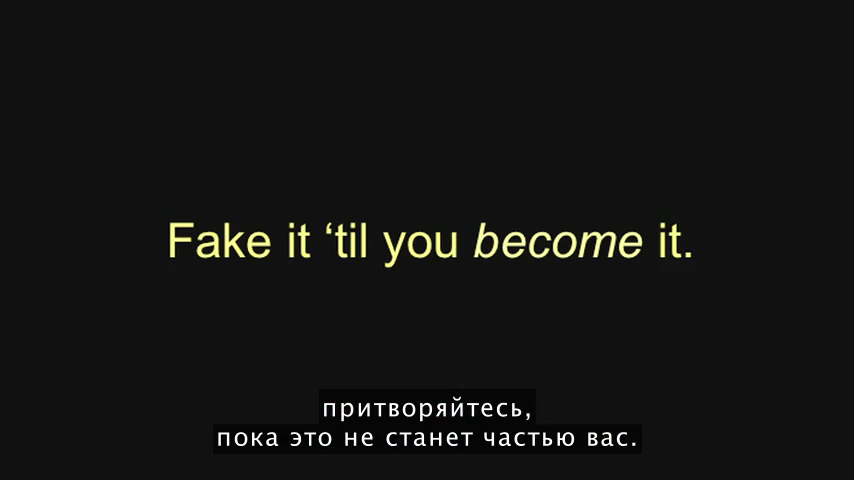 Fake it ‘til you become it.
притворяйтесь,
пока это не станет частью вас.